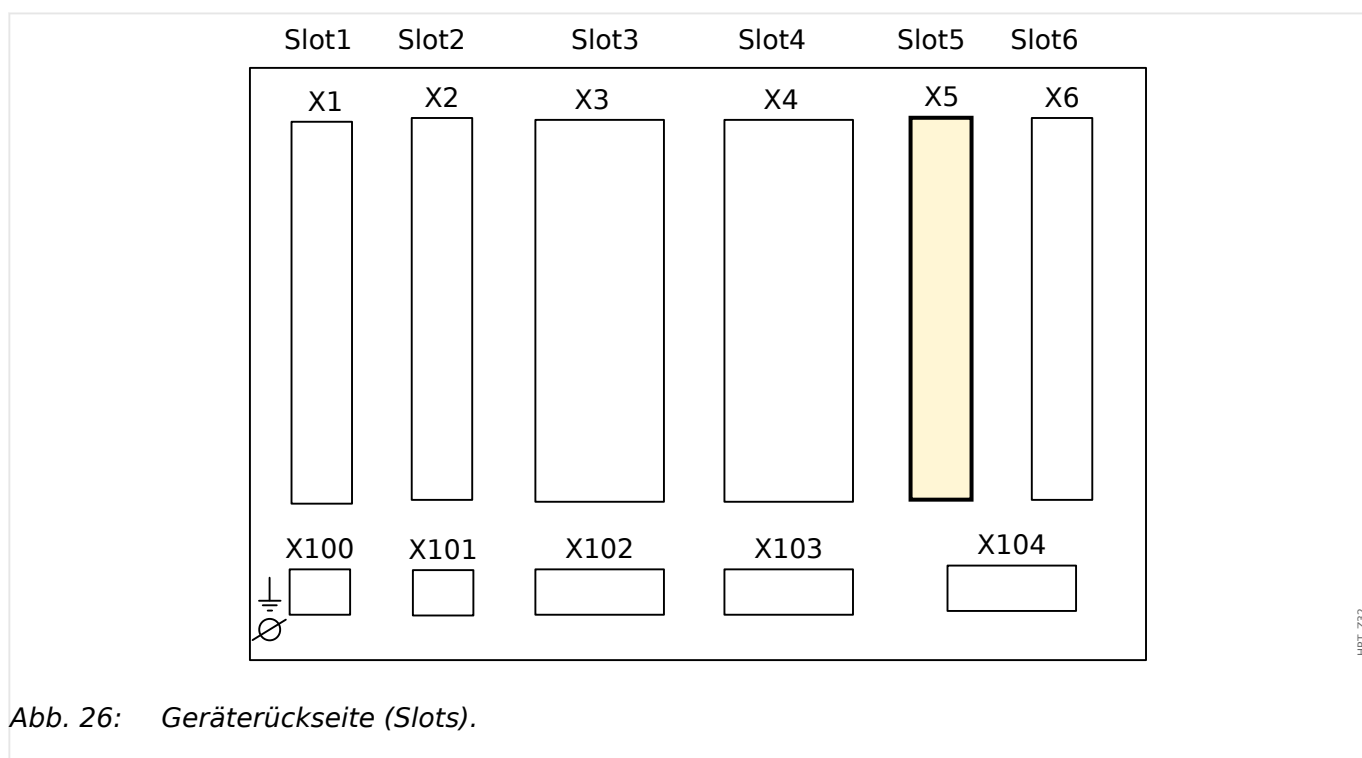 Slot1 Slot2 Slot3 Slot4 Slot5 Slot6
X1 X2 X3 X4 X5 X6
X100 X101 X102 X103 X104
Abb. 26: Geräterückseite (Slots).